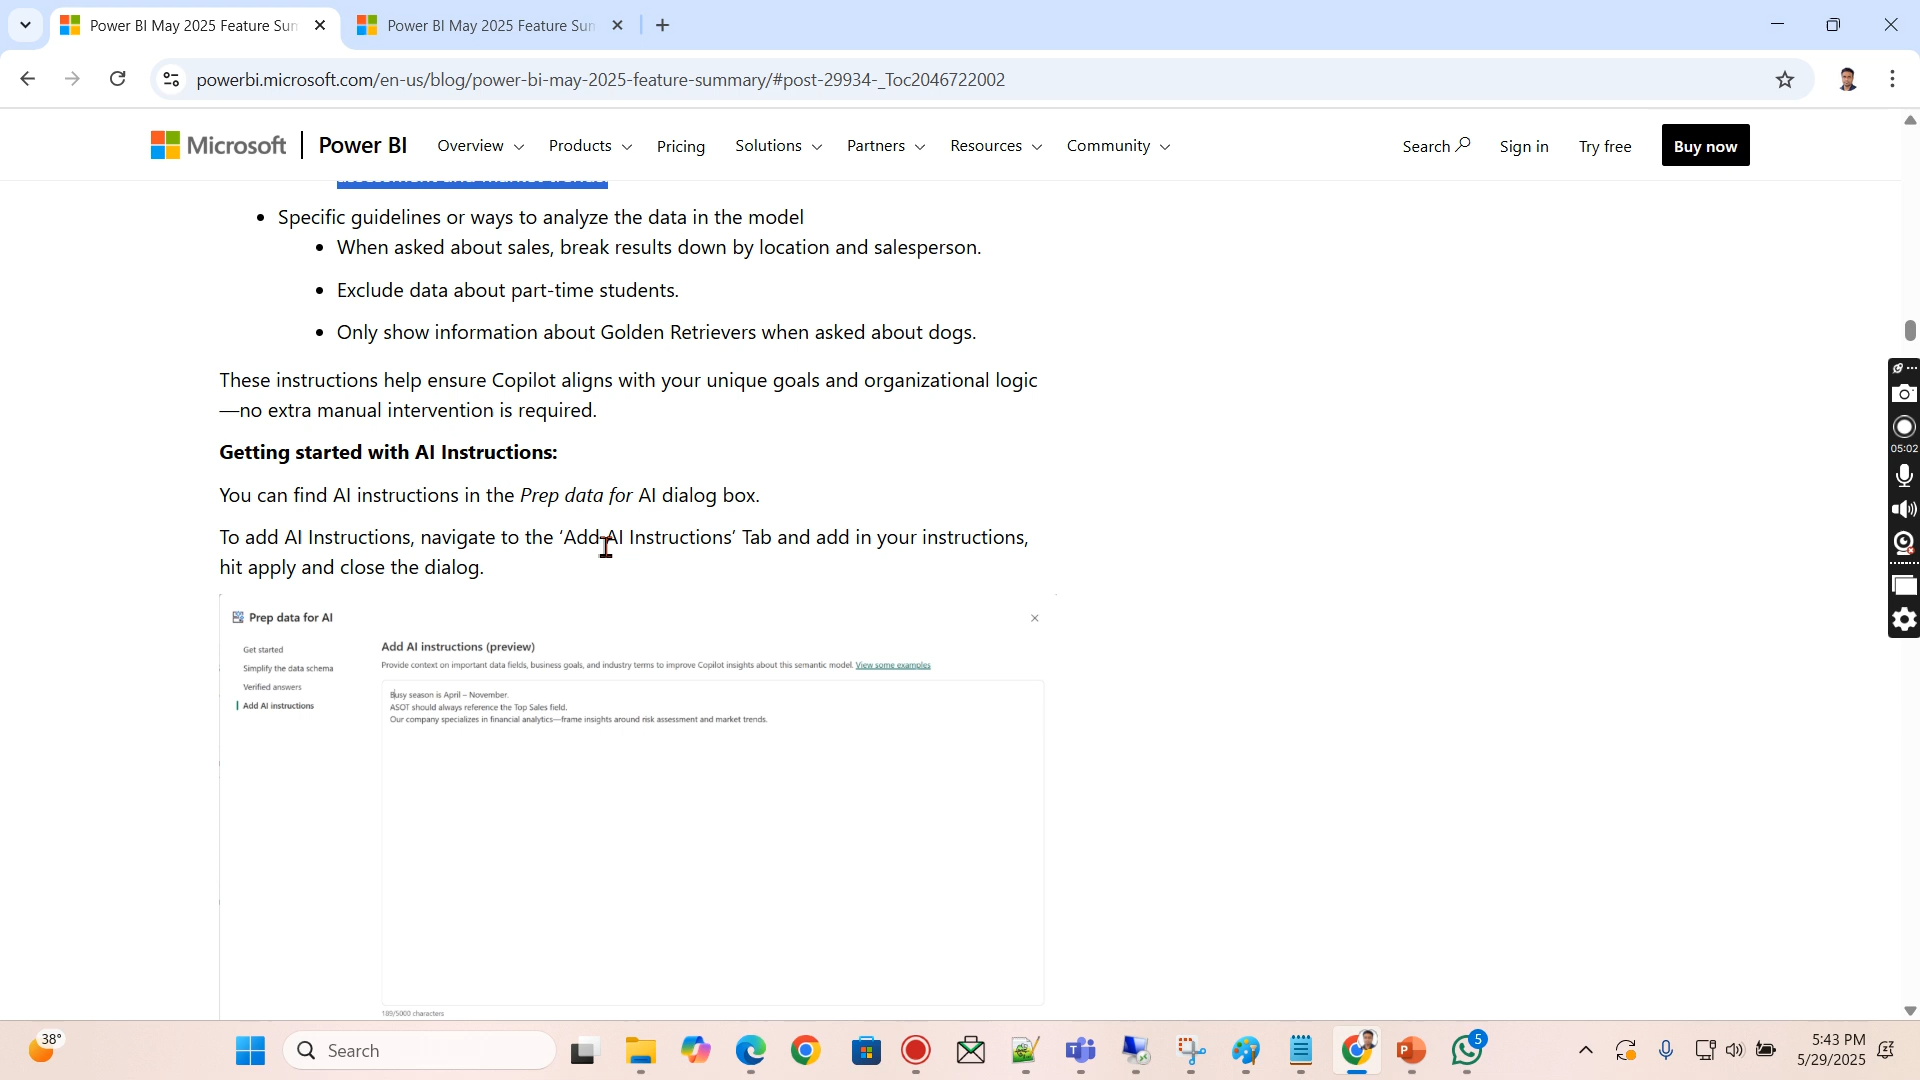 Power BI May 2025 Feature Sun
Power BI May 2025 Feature Sur
powerbi.microsoft.com/en-us/blog/power-bi-may-2025-feature-summary/#post-29934-_Toc2046722002
Microsoft Power BI Overview Products Pricing Solutions Partners Resources Community Search Sign in Try free Buy now
Specific guidelines or ways to analyze the data in the model
When asked about sales, break results down by location and salesperson.
Exclude data about part-time students.
Only show information about Golden Retrievers when asked about dogs.
These instructions help ensure Copilot aligns with your unique goals and organizational logic
—no extra manual intervention is required.
Getting started with AI Instructions:
You can find AI instructions in the Prep data for AI dialog box.
To add AI Instructions, navigate to the ‘Add AI Instructions’ Tab and add in your instructions,
hit apply and close the dialog.
Prep data for AI
Get started
Simplify the data schema
Verified answers
Add AI instructions
Add AI instructions (preview)
Provide context on important data fields, business goals, and industry terms to improve Copilot insights about this semantic model. View some examples
Busy season is April – November.
ASOT should always reference the Top Sales field.
Our company specializes in financial analytics—frame insights around risk assessment and market trends.
189/5000 characters
05:02
38°
Search
5
5:43 PM
5/29/2025